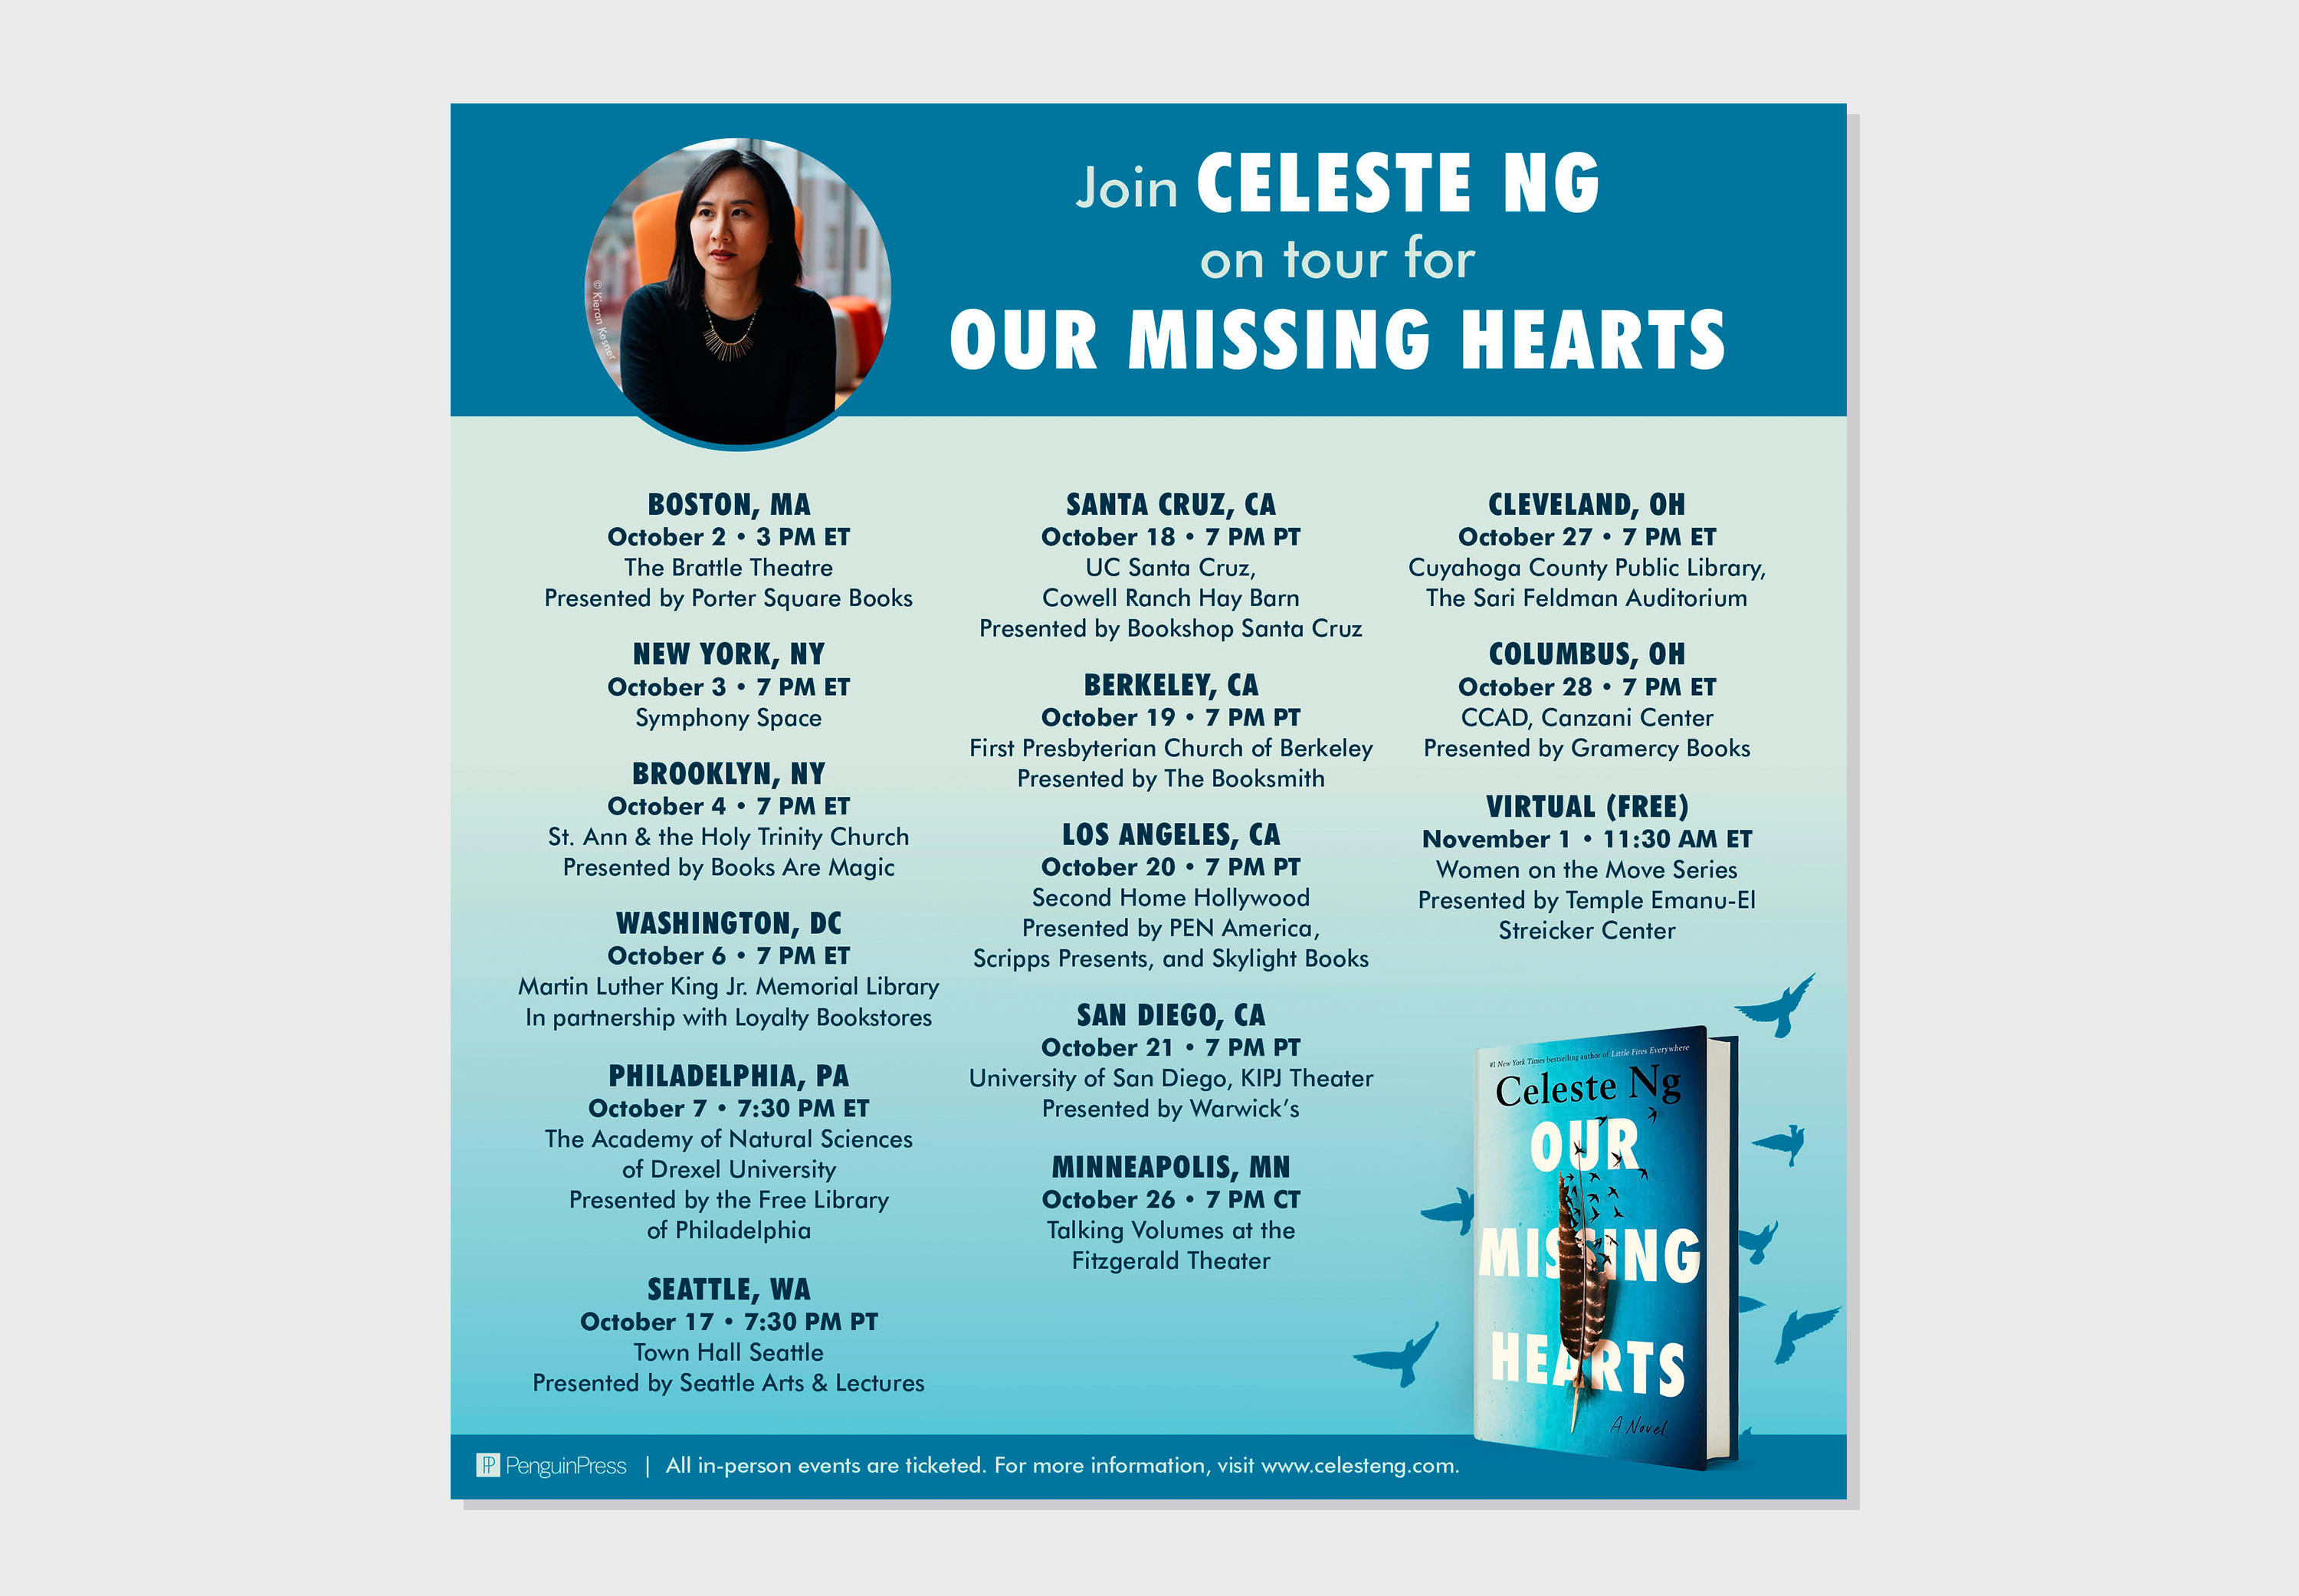 Join CELESTE NG
on tour for
OUR MISSING HEARTS
© Kieran Kesner
BOSTON, MA
October 2 • 3 PM ET
The Brattle Theatre
Presented by Porter Square Books
NEW YORK, NY
October 3 • 7 PM ET
Symphony Space
BROOKLYN, NY
October 4 • 7 PM ET
St. Ann & the Holy Trinity Church
Presented by Books Are Magic
WASHINGTON, DC
October 6 • 7 PM ET
Martin Luther King Jr. Memorial Library
In partnership with Loyalty Bookstores
PHILADELPHIA, PA
October 7 • 7:30 PM ET
The Academy of Natural Sciences
of Drexel University
Presented by the Free Library
of Philadelphia
SEATTLE, WA
October 17 • 7:30 PM PT
Town Hall Seattle
Presented by Seattle Arts & Lectures
SANTA CRUZ, CA
October 18 • 7 PM PT
UC Santa Cruz,
Cowell Ranch Hay Barn
Presented by Bookshop Santa Cruz
BERKELEY, CA
October 19 • 7 PM PT
First Presbyterian Church of Berkeley
Presented by The Booksmith
LOS ANGELES, CA
October 20 • 7 PM PT
Second Home Hollywood
Presented by PEN America,
Scripps Presents, and Skylight Books
SAN DIEGO, CA
October 21 • 7 PM PT
University of San Diego, KIPJ Theater
Presented by Warwick's
MINNEAPOLIS, MN
October 26 • 7 PM CT
Talking Volumes at the
Fitzgerald Theater
CLEVELAND, OH
October 27 • 7 PM ET
Cuyahoga County Public Library,
The Sari Feldman Auditorium
COLUMBUS, OH
October 28 • 7 PM ET
CCAD, Canzani Center
Presented by Gramercy Books
VIRTUAL (FREE)
November 1 • 11:30 AM ET
Women on the Move Series
Presented by Temple Emanu-El
Streicker Center
#1 New York Times bestselling author of Little Fires Everywhere
Celeste Ng
OUR
MISSING
HEARTS
A Novel
PenguinPress | All in-person events are ticketed. For more information, visit www.celesteng.com.